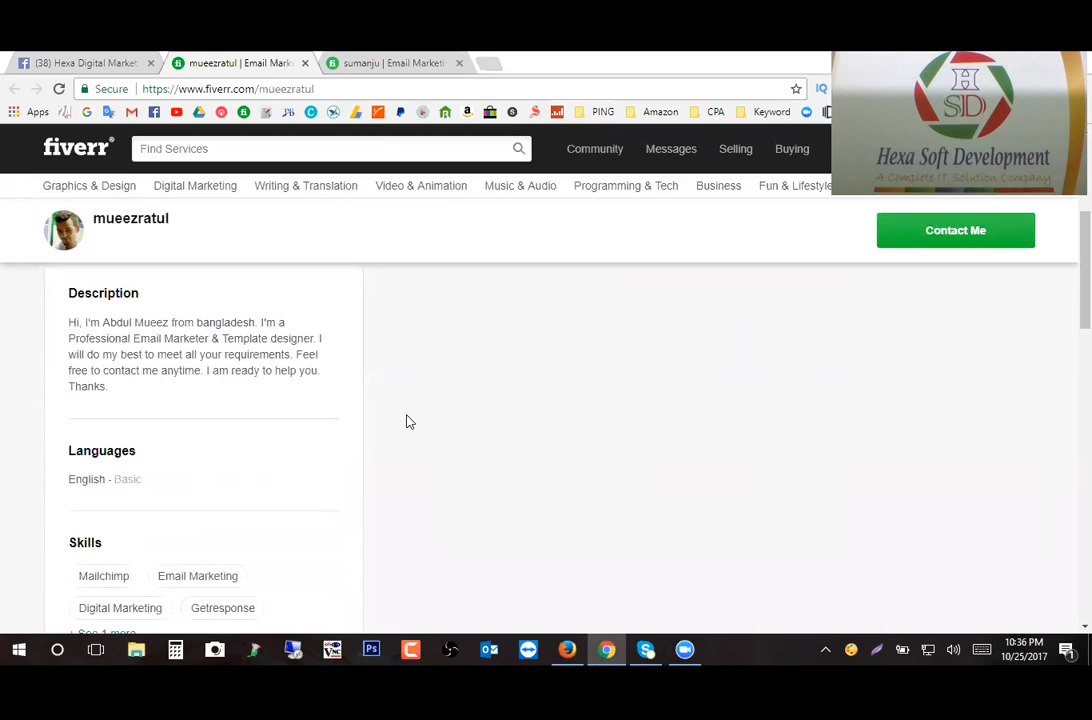 (38) Hexa Digital Market
mueezratul | Email Marke
sumanju | Email Marketi
Secure
https://www.fiverr.com/mueezratul
Apps
PING
Amazon
CPA
Keyword
HSD
Hexa Soft Development
A Complete IT Solution Company
fiverr
Find Services
Community
Messages
Selling
Buying
Graphics & Design
Digital Marketing
Writing & Translation
Video & Animation
Music & Audio
Programming & Tech
Business
Fun & Lifestyle
mueezratul
Contact Me
Description
Hi, i'm Abdul Mueez from bangladesh. I'm a
Professional Email Marketer & Template designer. I
will do my best to meet all your requirements. Feel
free to contact me anytime. I am ready to help you.
Thanks.
Languages
English - Basic
Skills
Mailchimp
Email Marketing
Digital Marketing
Getresponse
+ See 1 more
10:36 PM
10/25/2017